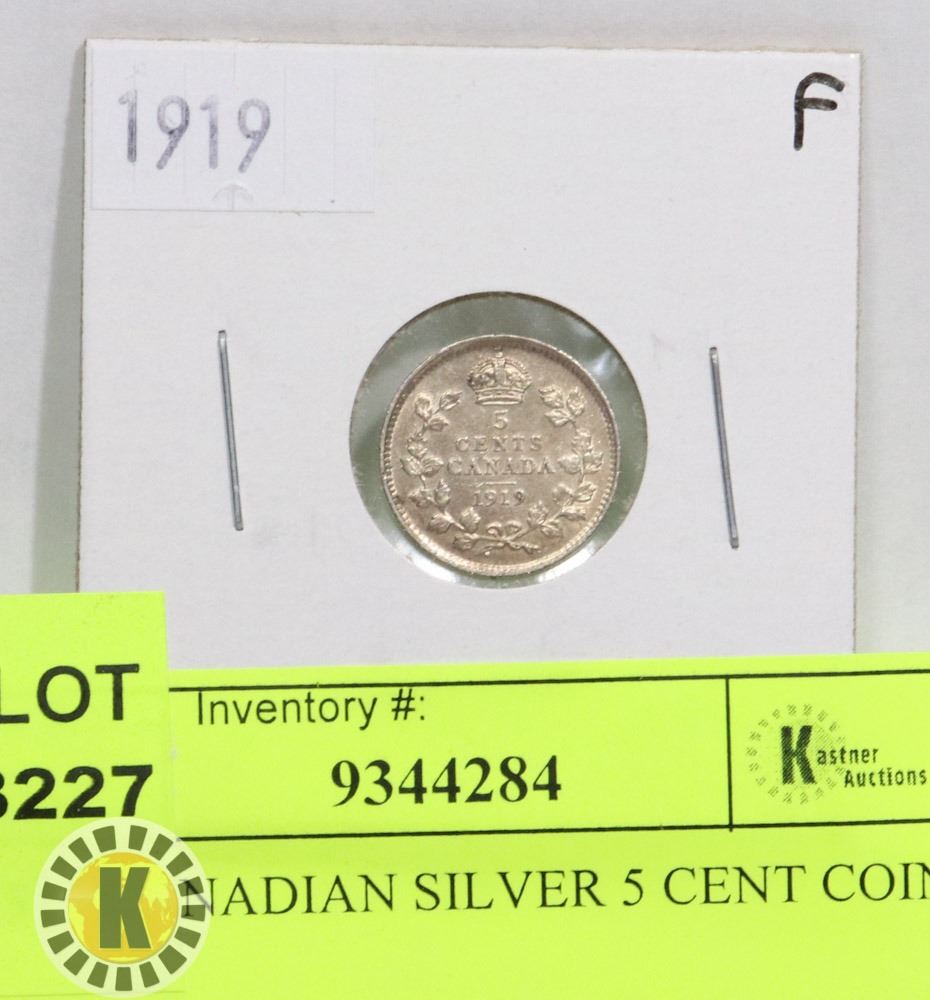 1919
F
5
CENTS
CANADA
1919
LOT
3227
Inventory #:
9344284
Kastner
Auctions
K
NADIAN SILVER 5 CENT COIN